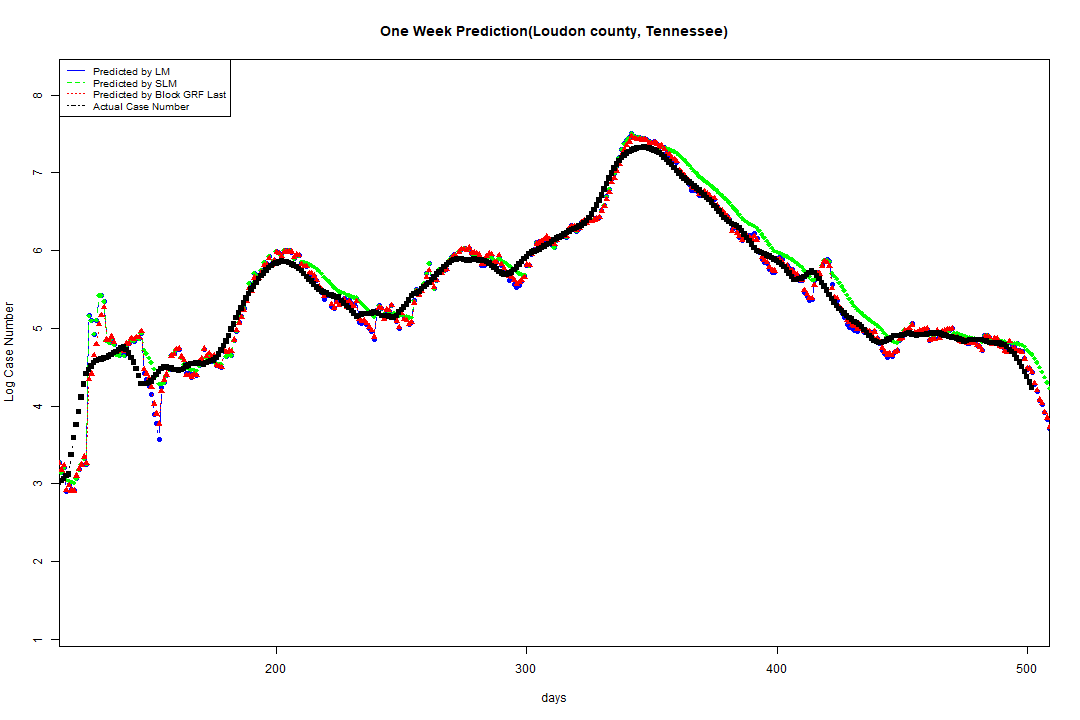 One Week Prediction(Loudon county, Tennessee)
Predicted by LM
Predicted by SLM
Predicted by Block GRF Last
Actual Case Number
8
7
6
5
4
3
2
1
Log Case Number
200 300 400 500
days